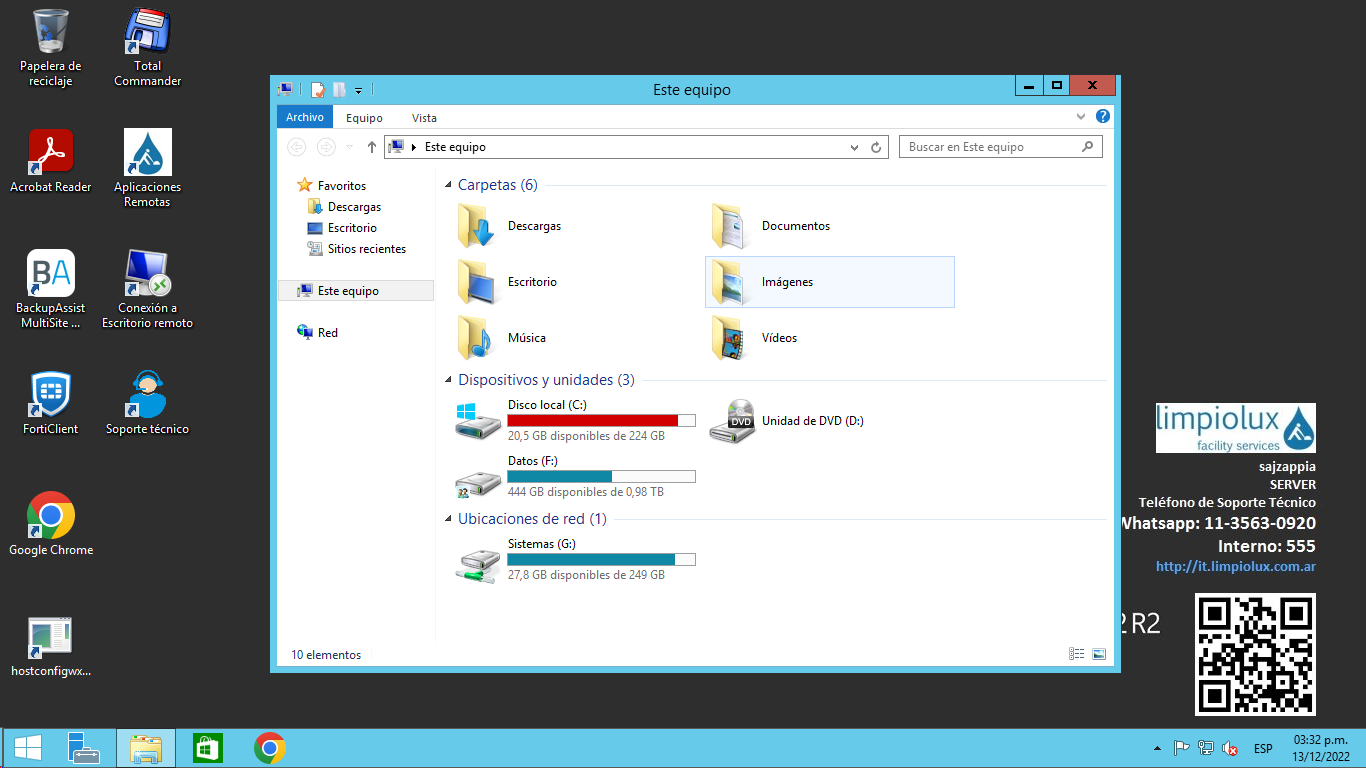 Papelera de
reciclaje
Total
Commander
Acrobat Reader
Aplicaciones
Remotas
BA
BackupAssist
MultiSite ...
Conexión a
Escritorio remoto
FortiClient
Soporte técnico
Google Chrome
hostconfigwx...
Este equipo
Archivo
Equipo
Vista
Este equipo
Buscar en Este equipo
Favoritos
Descargas
Escritorio
Sitios recientes
Este equipo
Red
Carpetas (6)
Descargas
Documentos
Escritorio
Imágenes
Música
Vídeos
Dispositivos y unidades (3)
Disco local (C:)
20,5 GB disponibles de 224 GB
DVD
Unidad de DVD (D:)
Datos (F:)
444 GB disponibles de 0,98 TB
Ubicaciones de red (1)
Sistemas (G:)
27,8 GB disponibles de 249 GB
10 elementos
limpiolux
facility services
sajzappia
SERVER
Teléfono de Soporte Técnico
Whatsapp: 11-3563-0920
Interno: 555
http://it.limpiolux.com.ar
2 R2
ESP
03:32 p.m.
13/12/2022